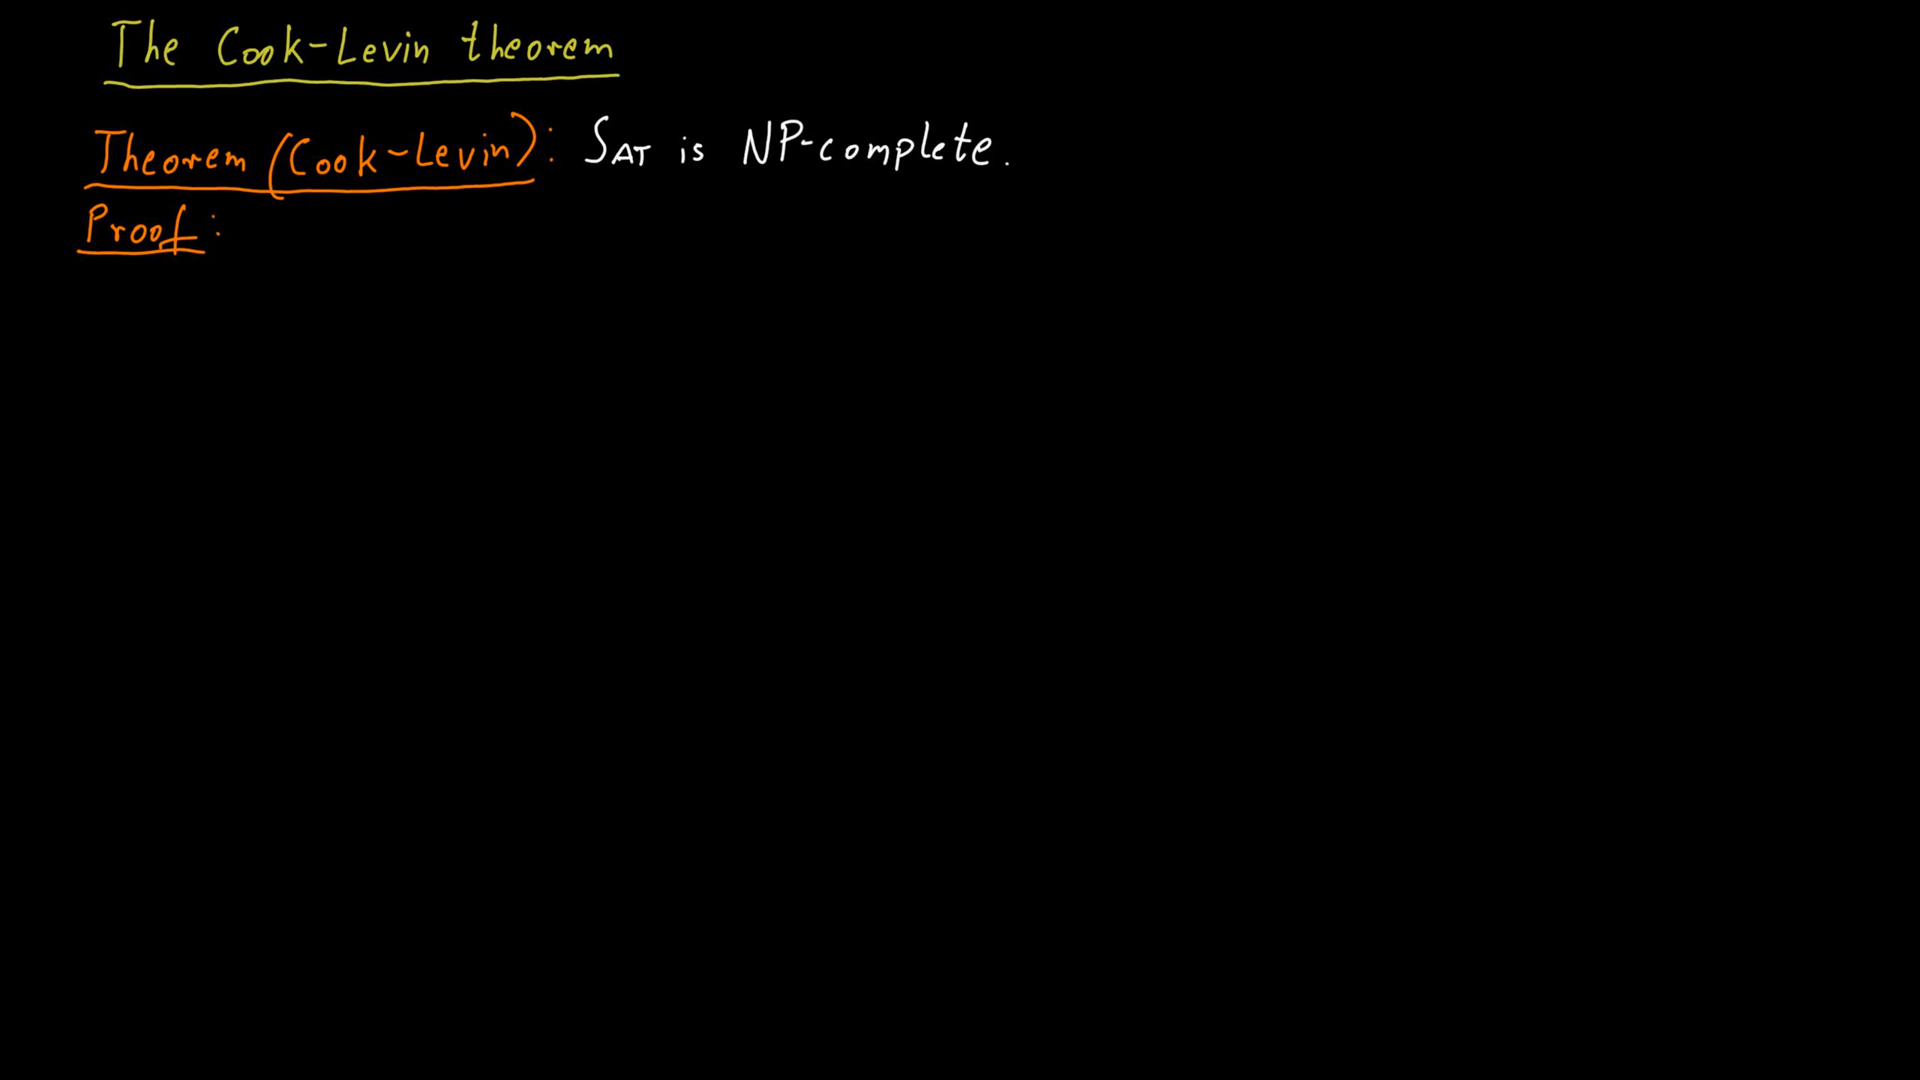 The Cook-Levin theorem
Theorem (Cook-Levin): SAT is NP-complete.
Proof: